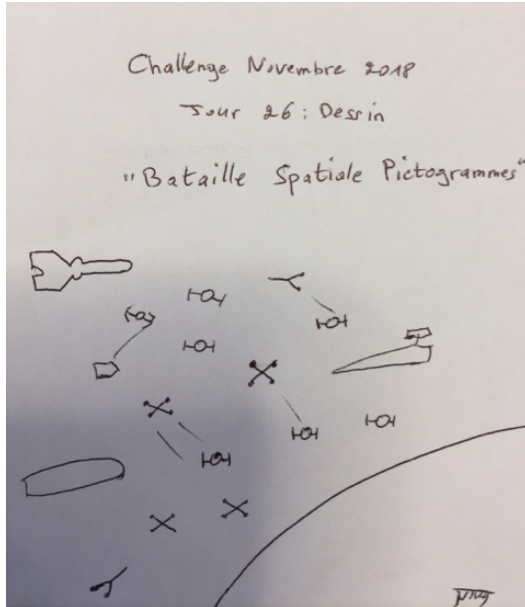 Challenge Novembre 2018
Jour 26 : Dessin
"Bataille Spatiale Pictogrammes"